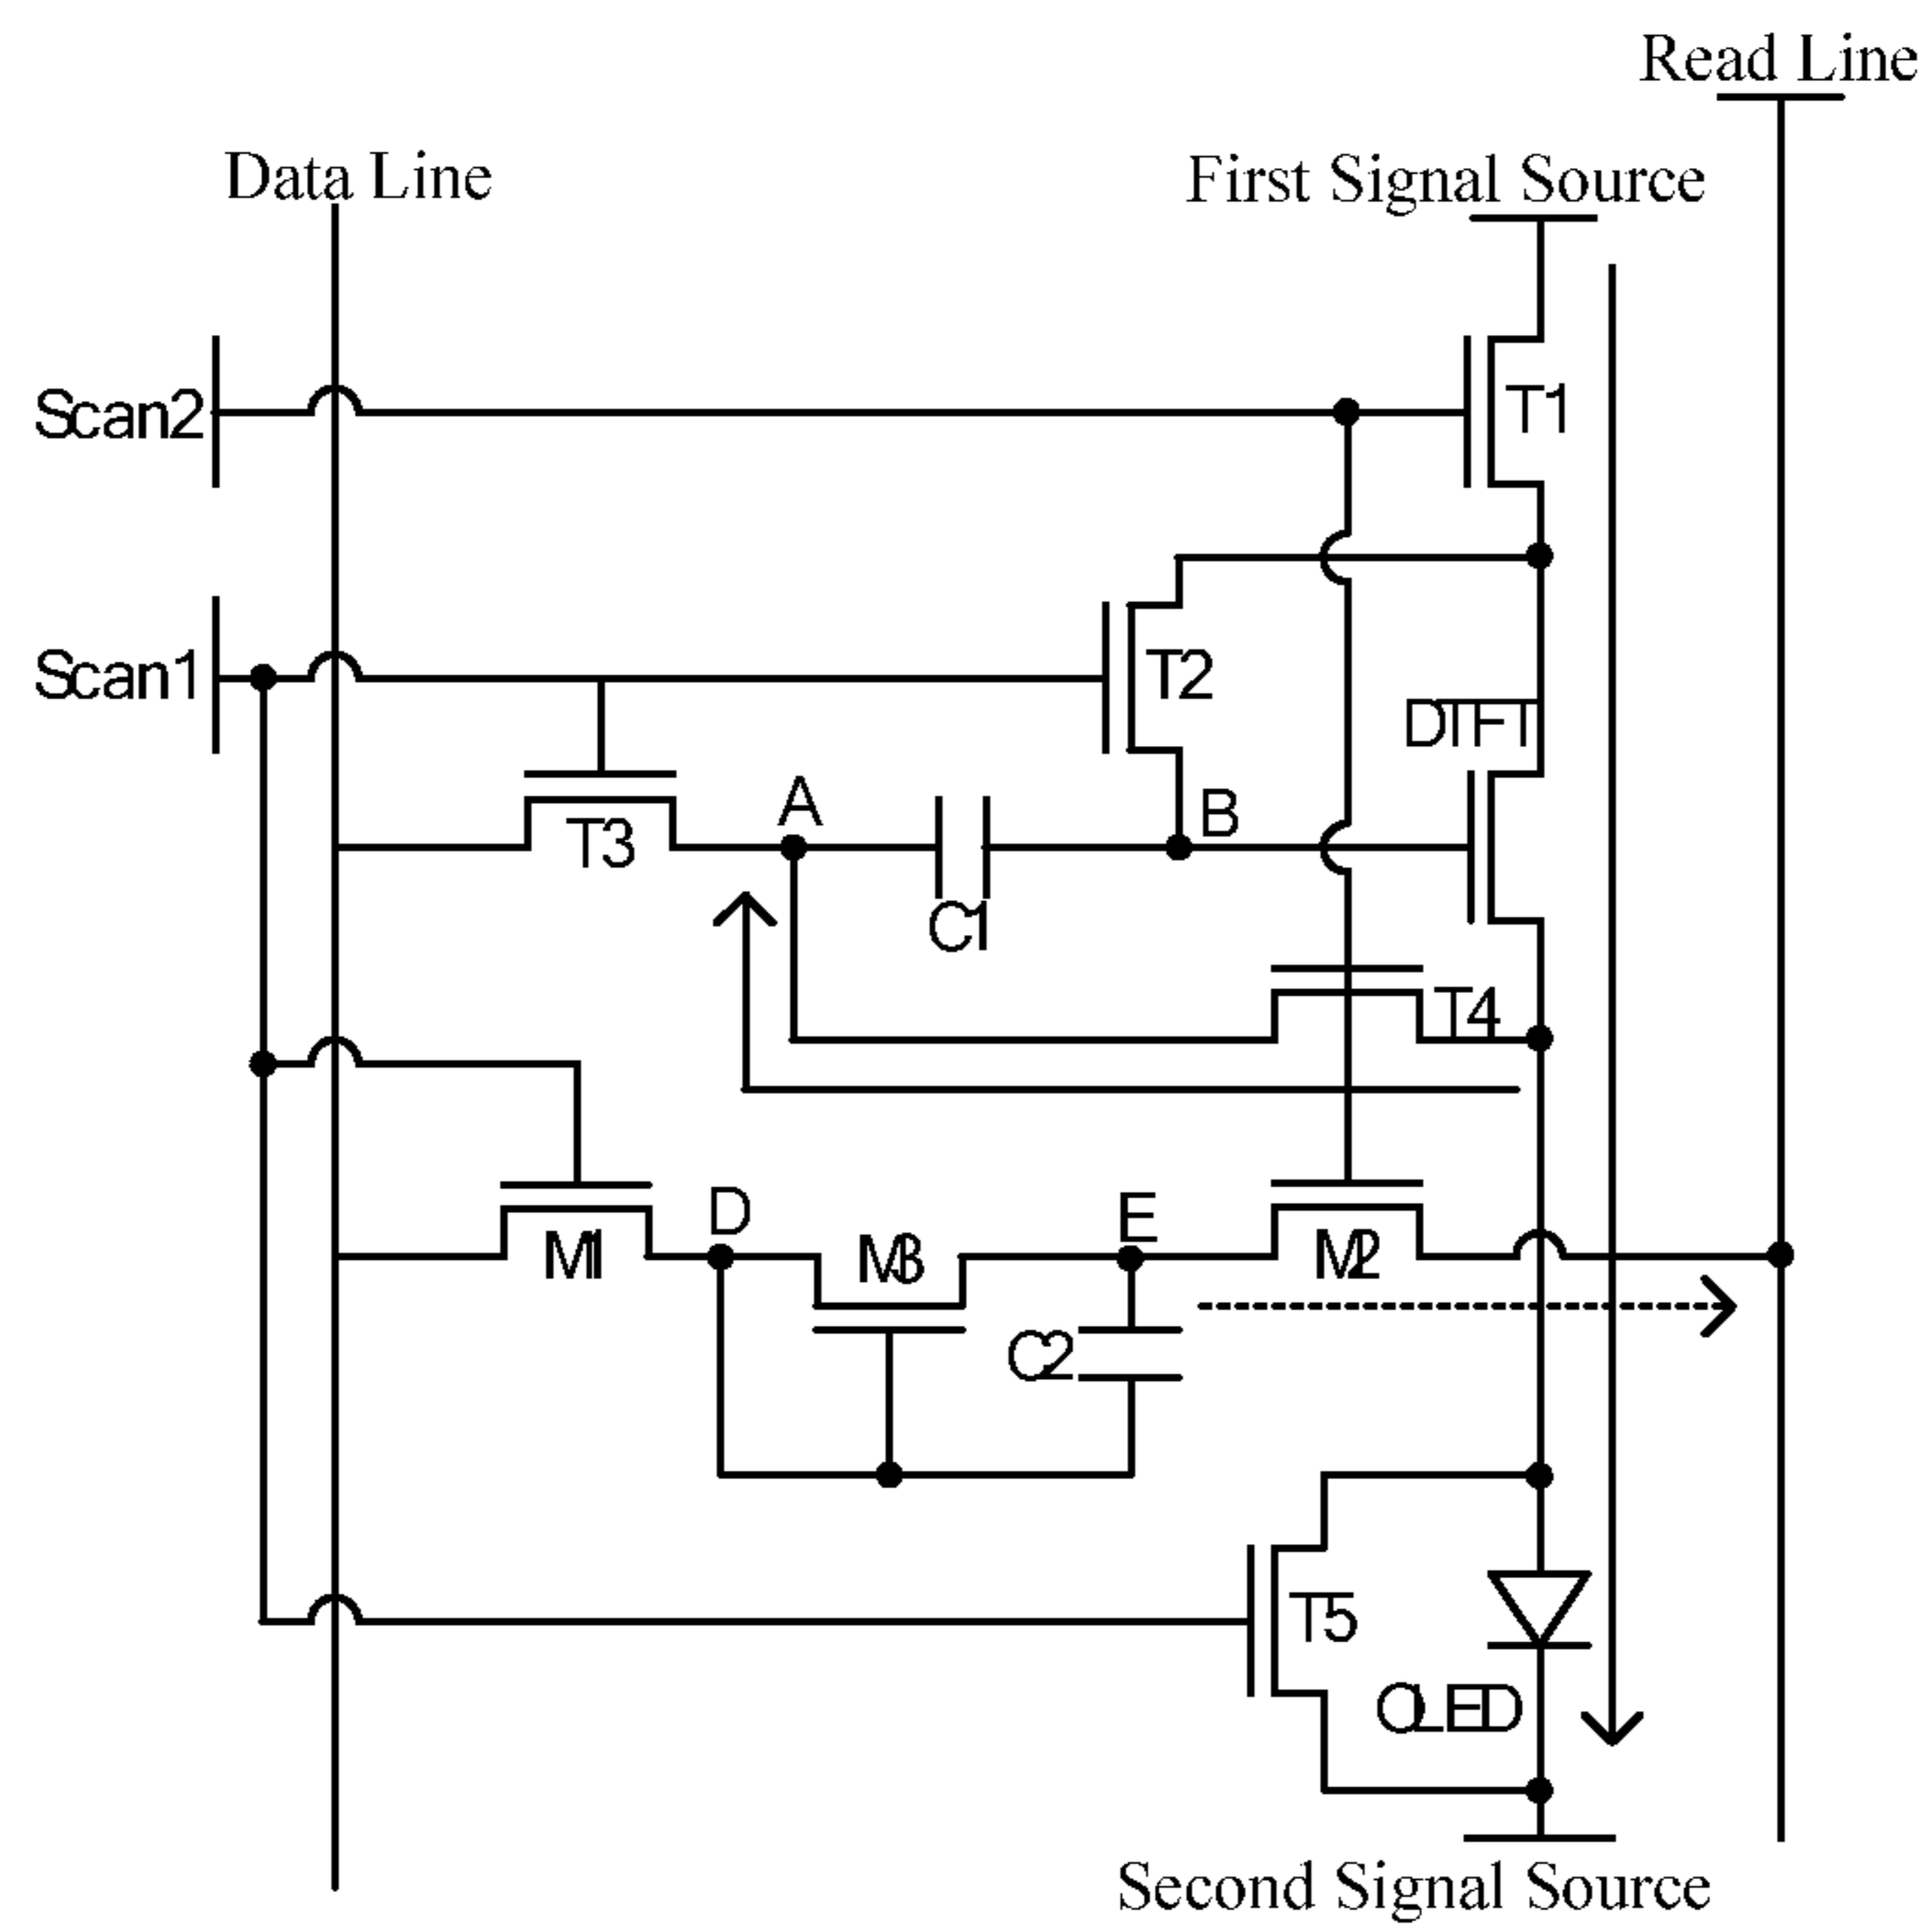 Read Line
Data Line
First Signal Source
Scan2
T1
Scan1
T2
DTFT
A
B
T3
C1
T4
D
E
M1
M3
M2
C2
T5
OLED
Second Signal Source